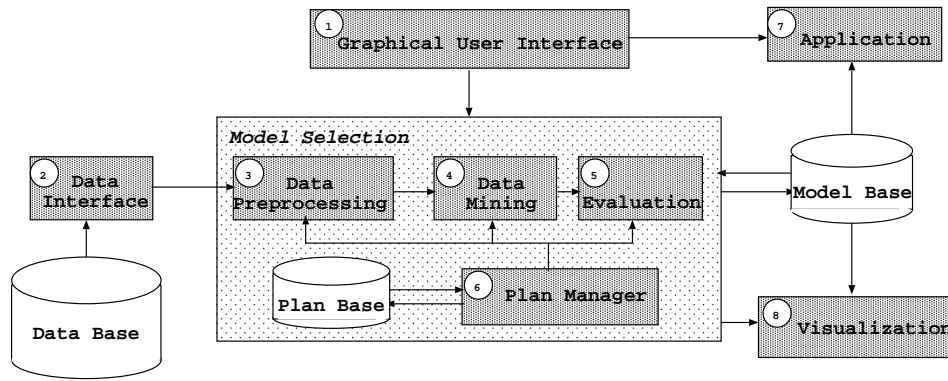 1
Graphical User Interface
7
Application
Model Selection
2
Data
Interface
3
Data
Preprocessing
4
Data
Mining
5
Evaluation
Model Base
Plan Base
6
Plan Manager
Data Base
8
Visualization